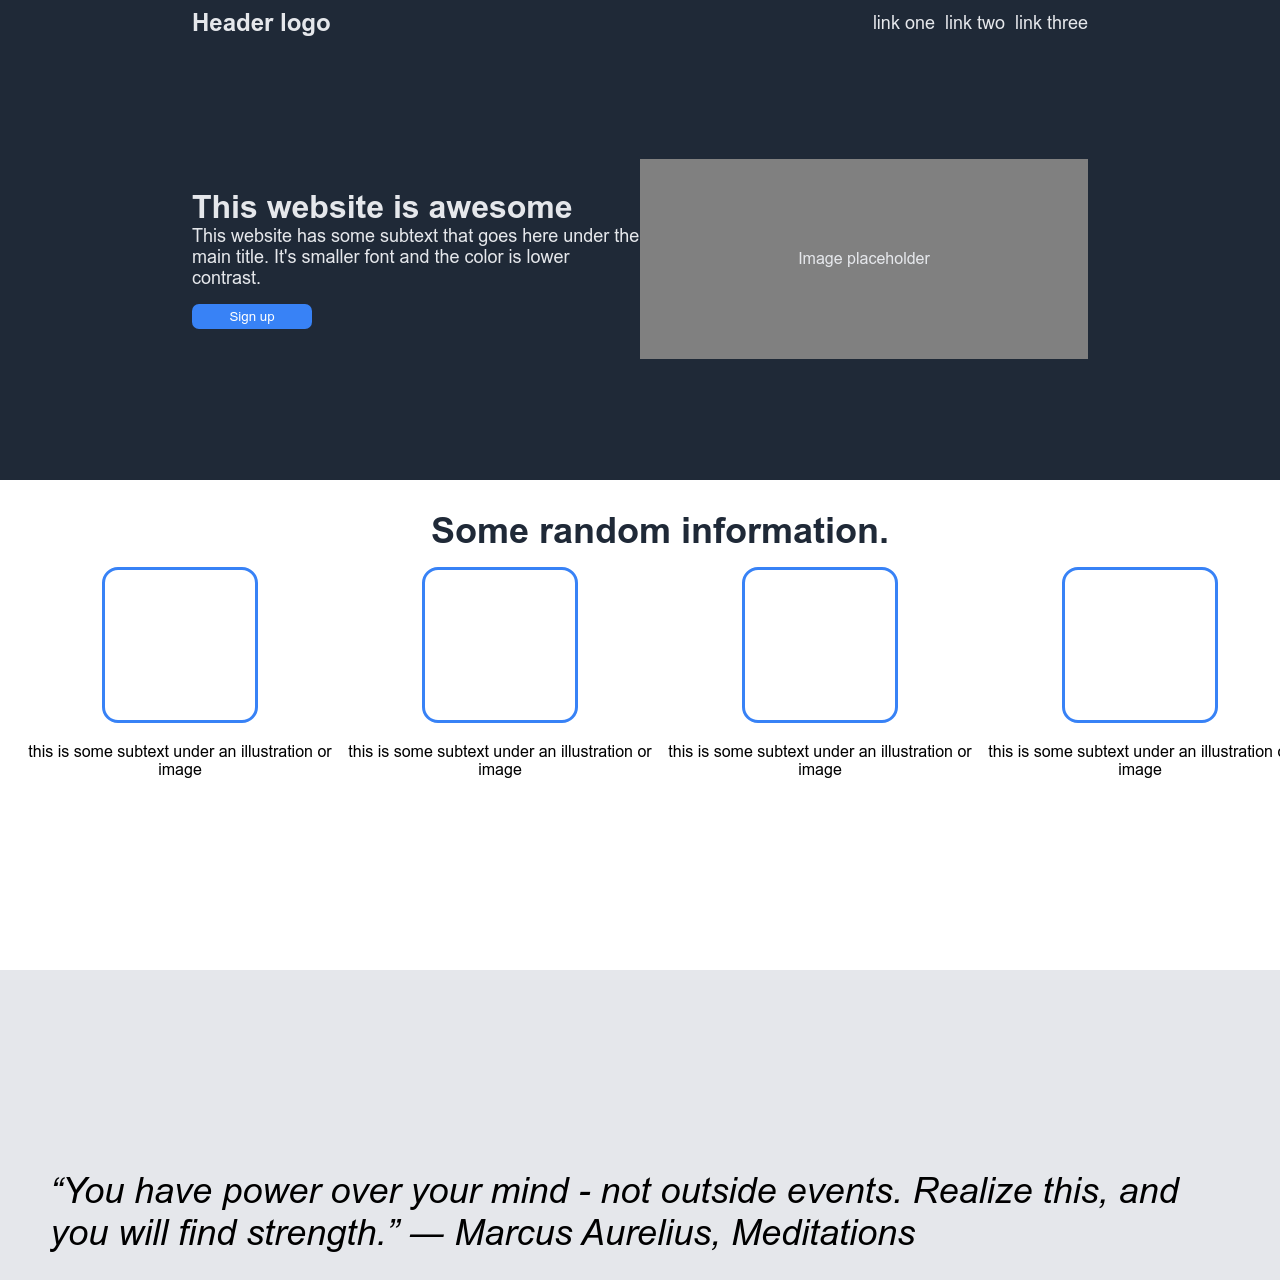 Header logo
link one link two link three
This website is awesome
This website has some subtext that goes here under the
main title. It's smaller font and the color is lower
contrast.
Sign up
Image placeholder
Some random information.
this is some subtext under an illustration or
image
this is some subtext under an illustration or
image
this is some subtext under an illustration or
image
this is some subtext under an illustration
image
“You have power over your mind - not outside events. Realize this, and
you will find strength.” — Marcus Aurelius, Meditations